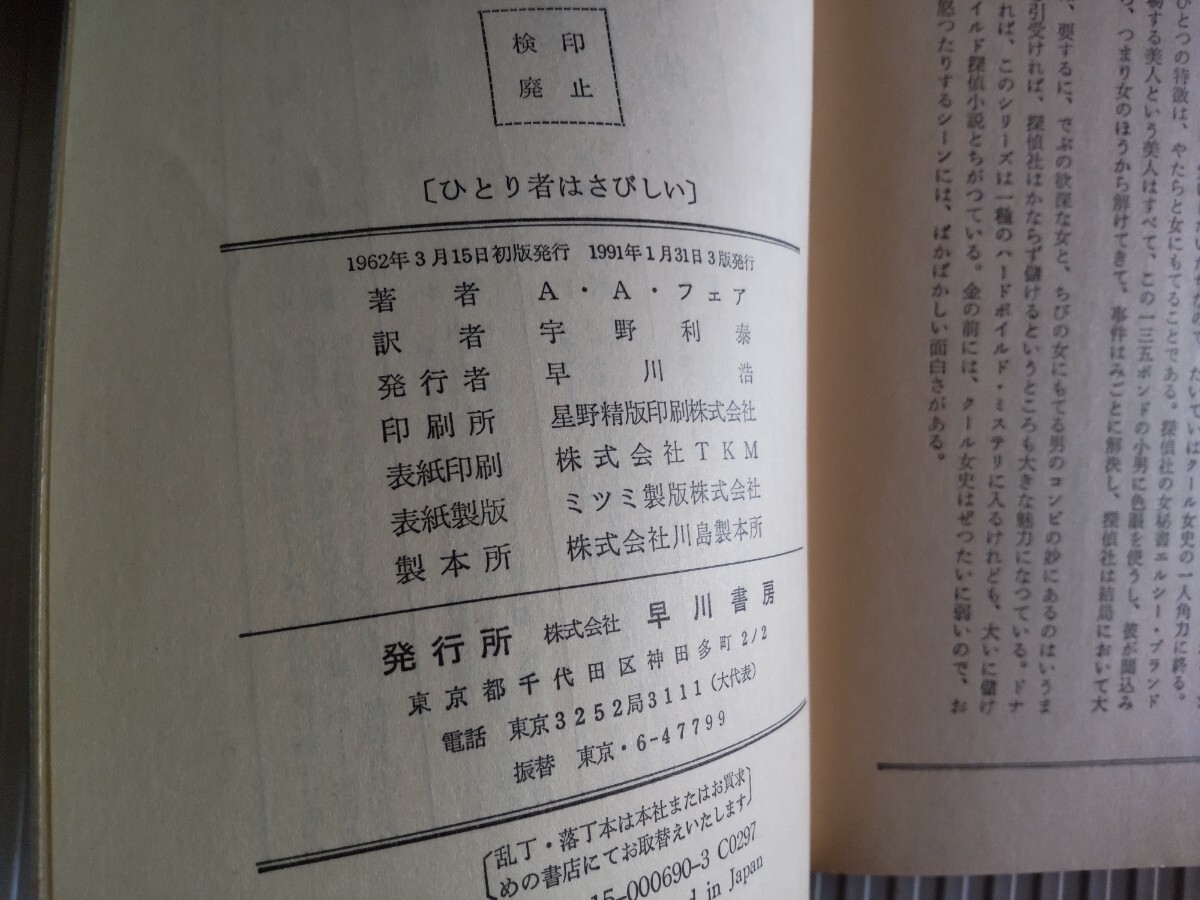 ひとつの特徴は、やたらと女にもてることである。探偵社の女秘書エルシー・ブランド
場する美人という美人はすべて、この一三五ポンドの小男に色眼を使うし、彼が聞込み
、つまり女のほうから解けてきて、事件はみごとに解決し、探偵社は結局において大
、要するに、でぶの欲深な女と、ちびの女にもてる男のコンビの妙にあるのはいうま
引受ければ、探偵社はかならず儲けるというところも大きな魅力になつている。ドナ
れば、このシリーズは一種のハードボイルド・ミステリに入るけれども、大いに儲け
イルド探偵小説とちがつている。金の前には、クール女史はぜつたいに弱いので、お
怒つたりするシーンには、ばかばかしい面白さがある。
検印
廃止
〔ひとり者はさびしい〕
1962年3月15日初版発行 1991年1月31日3版発行
著者 A・A・フェア
訳者 宇野利泰
発行者 早川浩
印刷所 星野精版印刷株式会社
表紙印刷 株式会社TKM
表紙製版 ミツミ製版株式会社
製本所 株式会社川島製本所
発行所 株式会社 早川書房
東京都千代田区神田多町2/2
電話 東京3252局3111(大代表)
振替 東京・6-47799
〔乱丁・落丁本は本社またはお買求
めの書店にてお取替えいたします〕
15-000690-3 C0297
in Japan